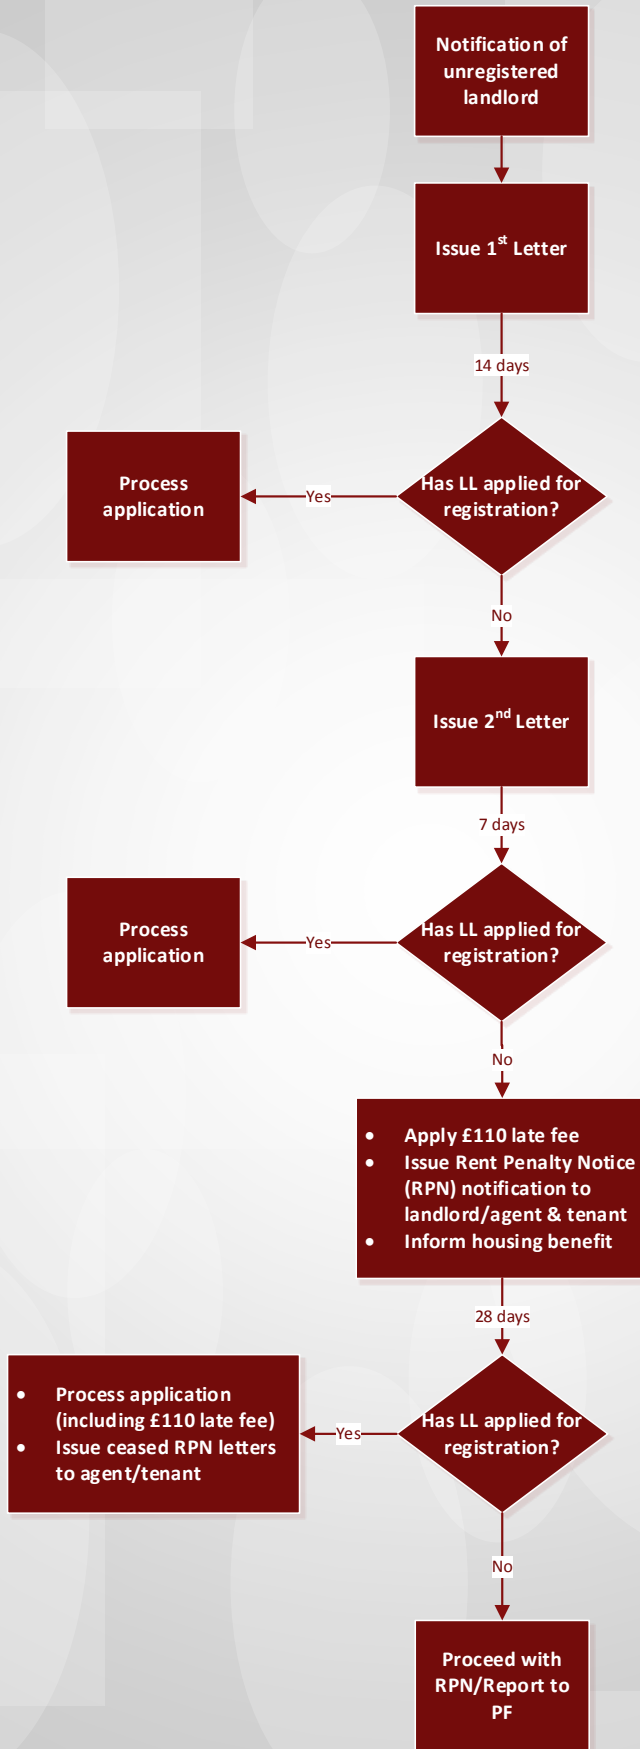 Notification of
unregistered
landlord
Issue 1st Letter
14 days
Has LL applied for
registration?
Yes
Process
application
No
Issue 2nd Letter
7 days
Has LL applied for
registration?
Yes
Process
application
No
• Apply £110 late fee
• Issue Rent Penalty Notice
(RPN) notification to
landlord/agent & tenant
• Inform housing benefit
28 days
Has LL applied for
registration?
Yes
• Process application
(including £110 late fee)
• Issue ceased RPN letters
to agent/tenant
No
Proceed with
RPN/Report to
PF